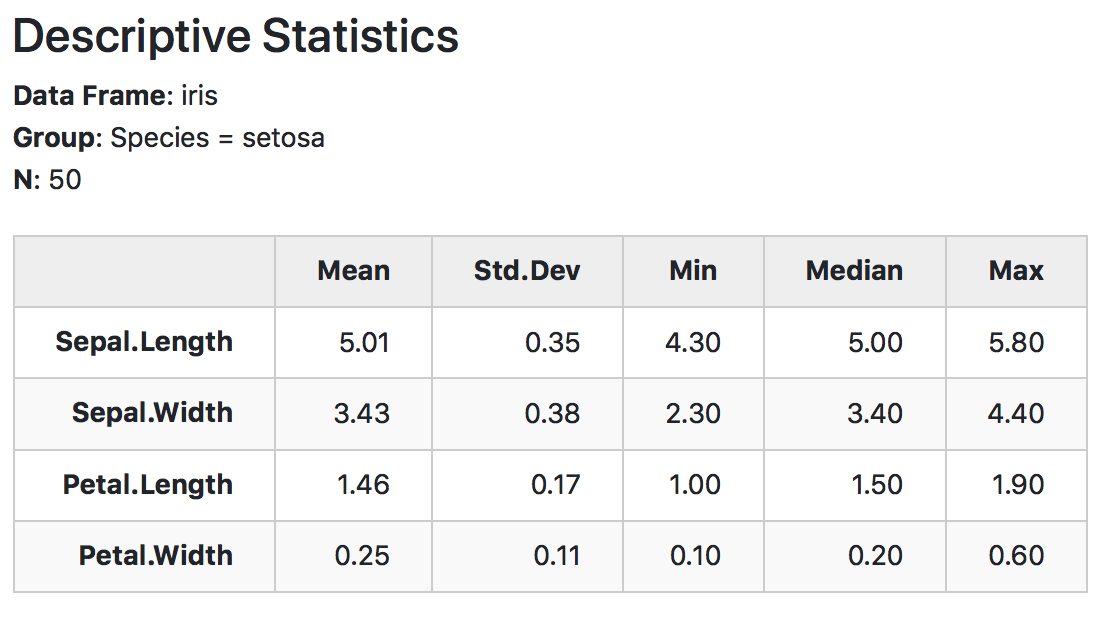 Descriptive Statistics
Data Frame: iris
Group: Species = setosa
N: 50
Mean Std.Dev Min Median Max
Sepal.Length 5.01 0.35 4.30 5.00 5.80
Sepal.Width 3.43 0.38 2.30 3.40 4.40
Petal.Length 1.46 0.17 1.00 1.50 1.90
Petal.Width 0.25 0.11 0.10 0.20 0.60